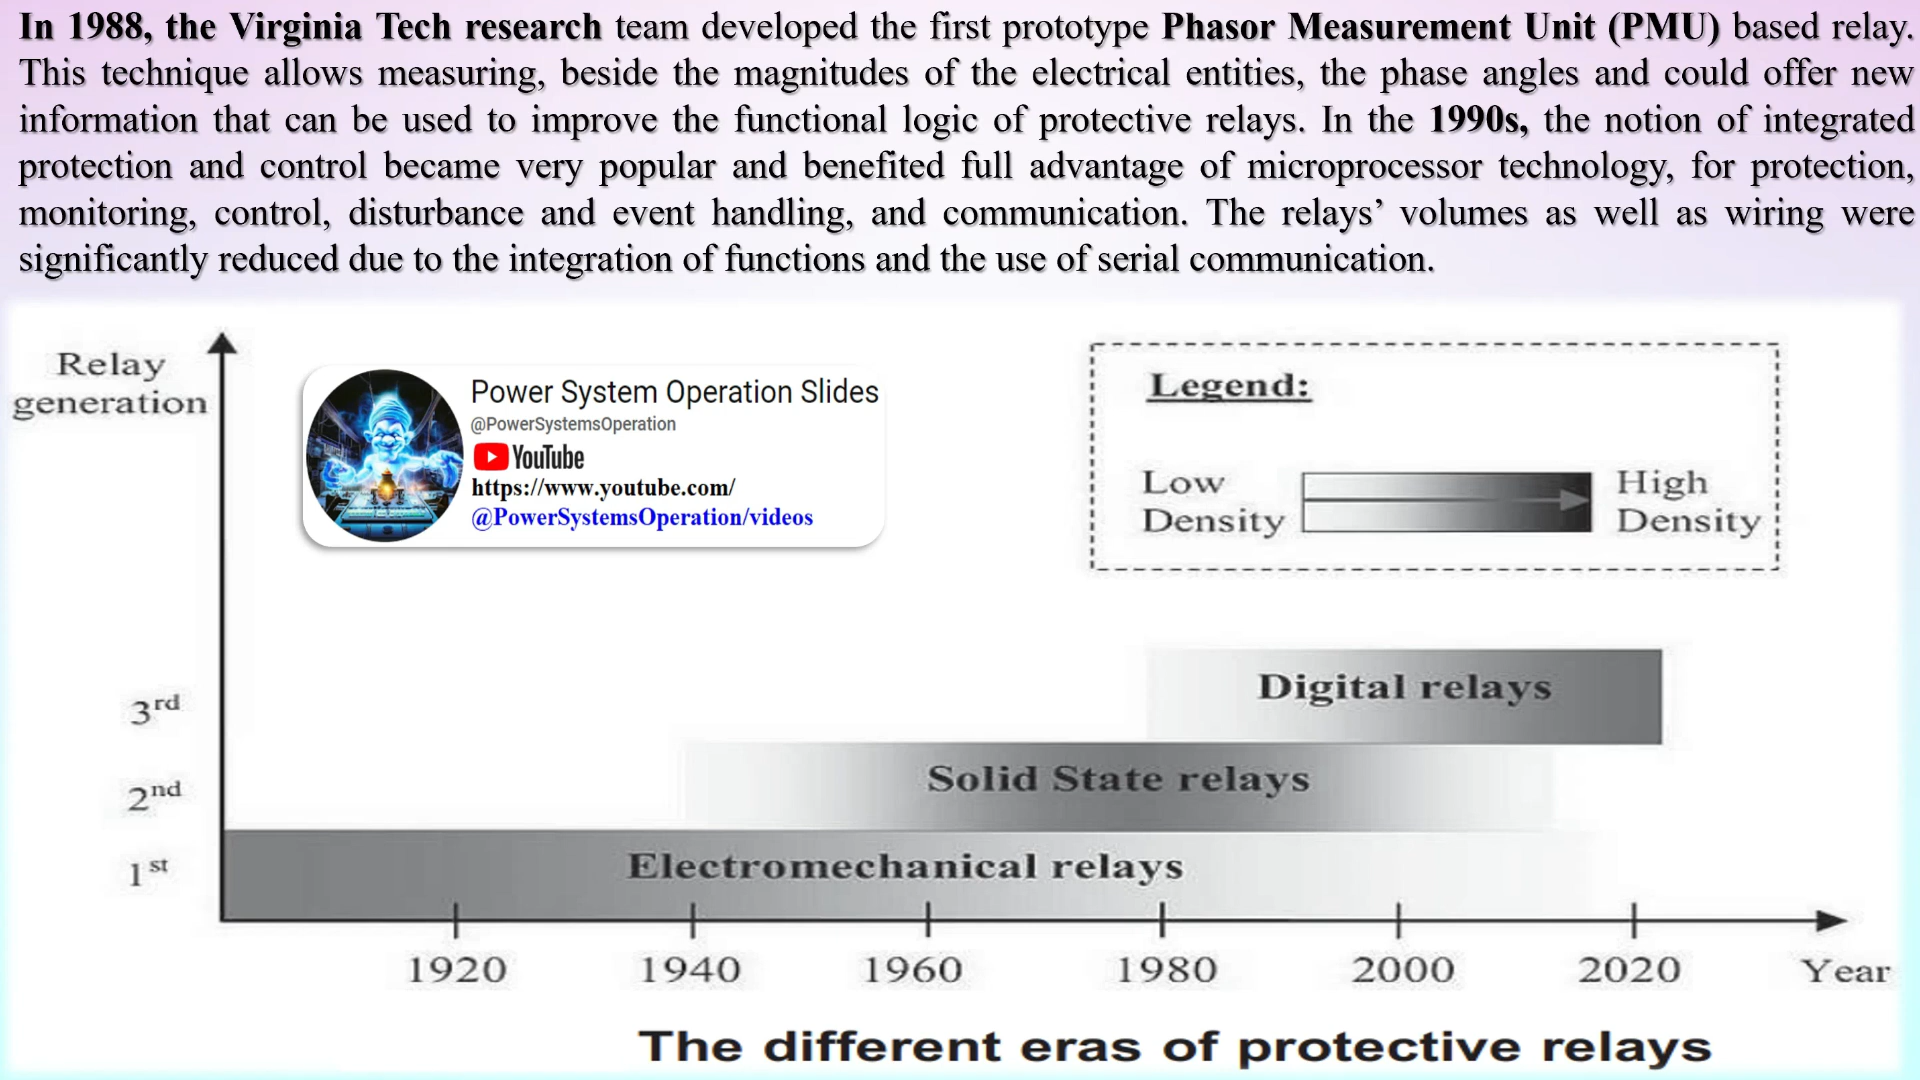 In 1988, the Virginia Tech research team developed the first prototype Phasor Measurement Unit (PMU) based relay.
This technique allows measuring, beside the magnitudes of the electrical entities, the phase angles and could offer new
information that can be used to improve the functional logic of protective relays. In the 1990s, the notion of integrated
protection and control became very popular and benefited full advantage of microprocessor technology, for protection,
monitoring, control, disturbance and event handling, and communication. The relays’ volumes as well as wiring were
significantly reduced due to the integration of functions and the use of serial communication.
Relay
generation
Power System Operation Slides
@PowerSystemsOperation
YouTube
https://www.youtube.com/
@PowerSystemsOperation/videos
Legend:
Low
Density
High
Density
3rd
Digital relays
2nd
Solid State relays
1st
Electromechanical relays
1920 1940 1960 1980 2000 2020 Year
The different eras of protective relays